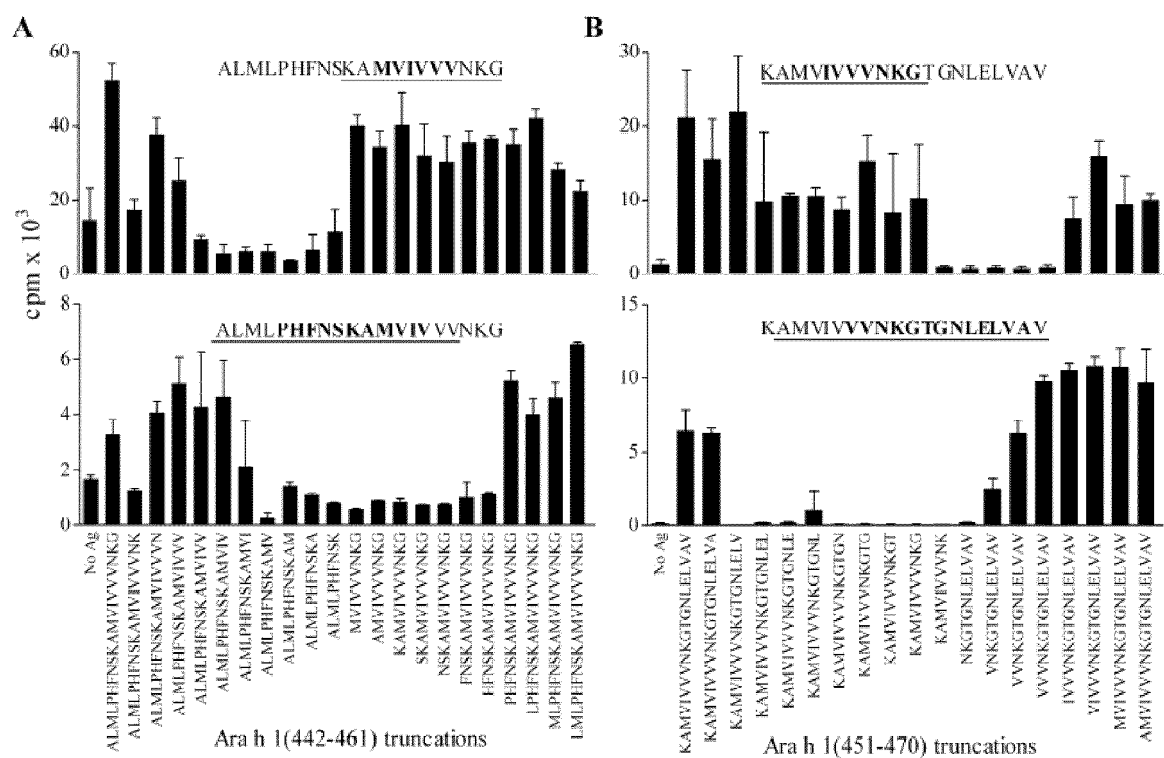 A
60
40
20
0
ALMLPHFNSKAMVIVVVNKG
cpm x 10³
8
6
4
2
0
ALMLPHFNSKAMVIVVVNKG
No Ag
ALMLPHFNSKAMVIVVVNKG
ALMLPHFNSKAMVIVVVNK
ALMLPHFNSKAMVIVVVN
ALMLPHFNSKAMVIVVV
ALMLPHFNSKAMVIVV
ALMLPHFNSKAMVIV
ALMLPHFNSKAMVI
ALMLPHFNSKAMV
ALMLPHFNSKAM
ALMLPHFNSKA
ALMLPHFNSK
MVIVVVNKG
AMVIVVVNKG
KAMVIVVVNKG
SKAMVIVVVNKG
NSKAMVIVVVNKG
FNSKAMVIVVVNKG
HFNSKAMVIVVVNKG
PHFNSKAMVIVVVNKG
LPHFNSKAMVIVVVNKG
MLPHFNSKAMVIVVVNKG
LMLPHFNSKAMVIVVVNKG
Ara h 1(442-461) truncations
B
30
20
10
0
KAMVIVVVNKGTGNLELVAV
15
10
5
0
KAMVIVVVNKGTGNLELVAV
No Ag
KAMVIVVVNKGTGNLELVAV
KAMVIVVVNKGTGNLELVA
KAMVIVVVNKGTGNLELV
KAMVIVVVNKGTGNLEL
KAMVIVVVNKGTGNLE
KAMVIVVVNKGTGNL
KAMVIVVVNKGTGN
KAMVIVVVNKGTG
KAMVIVVVNKGT
KAMVIVVVNKG
KAMVIVVVNK
NKGTGNLELVAV
VNKGTGNLELVAV
VVNKGTGNLELVAV
VVVNKGTGNLELVAV
IVVVNKGTGNLELVAV
VIVVVNKGTGNLELVAV
MVIVVVNKGTGNLELVAV
AMVIVVVNKGTGNLELVAV
Ara h 1(451-470) truncations